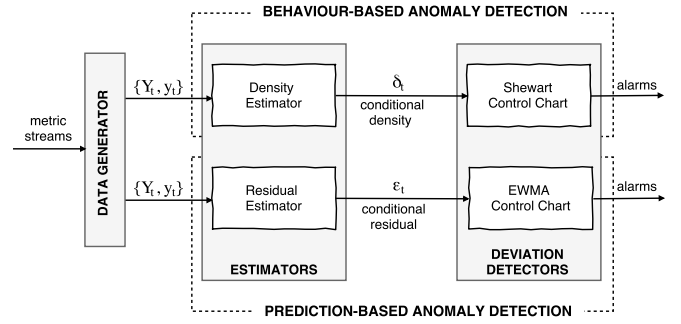 BEHAVIOUR-BASED ANOMALY DETECTION
{Yt, yt}
Density
Estimator
δt
conditional
density
Shewart
Control Chart
alarms
metric
streams
DATA GENERATOR
{Yt, yt}
Residual
Estimator
εt
conditional
residual
EWMA
Control Chart
alarms
ESTIMATORS
DEVIATION
DETECTORS
PREDICTION-BASED ANOMALY DETECTION